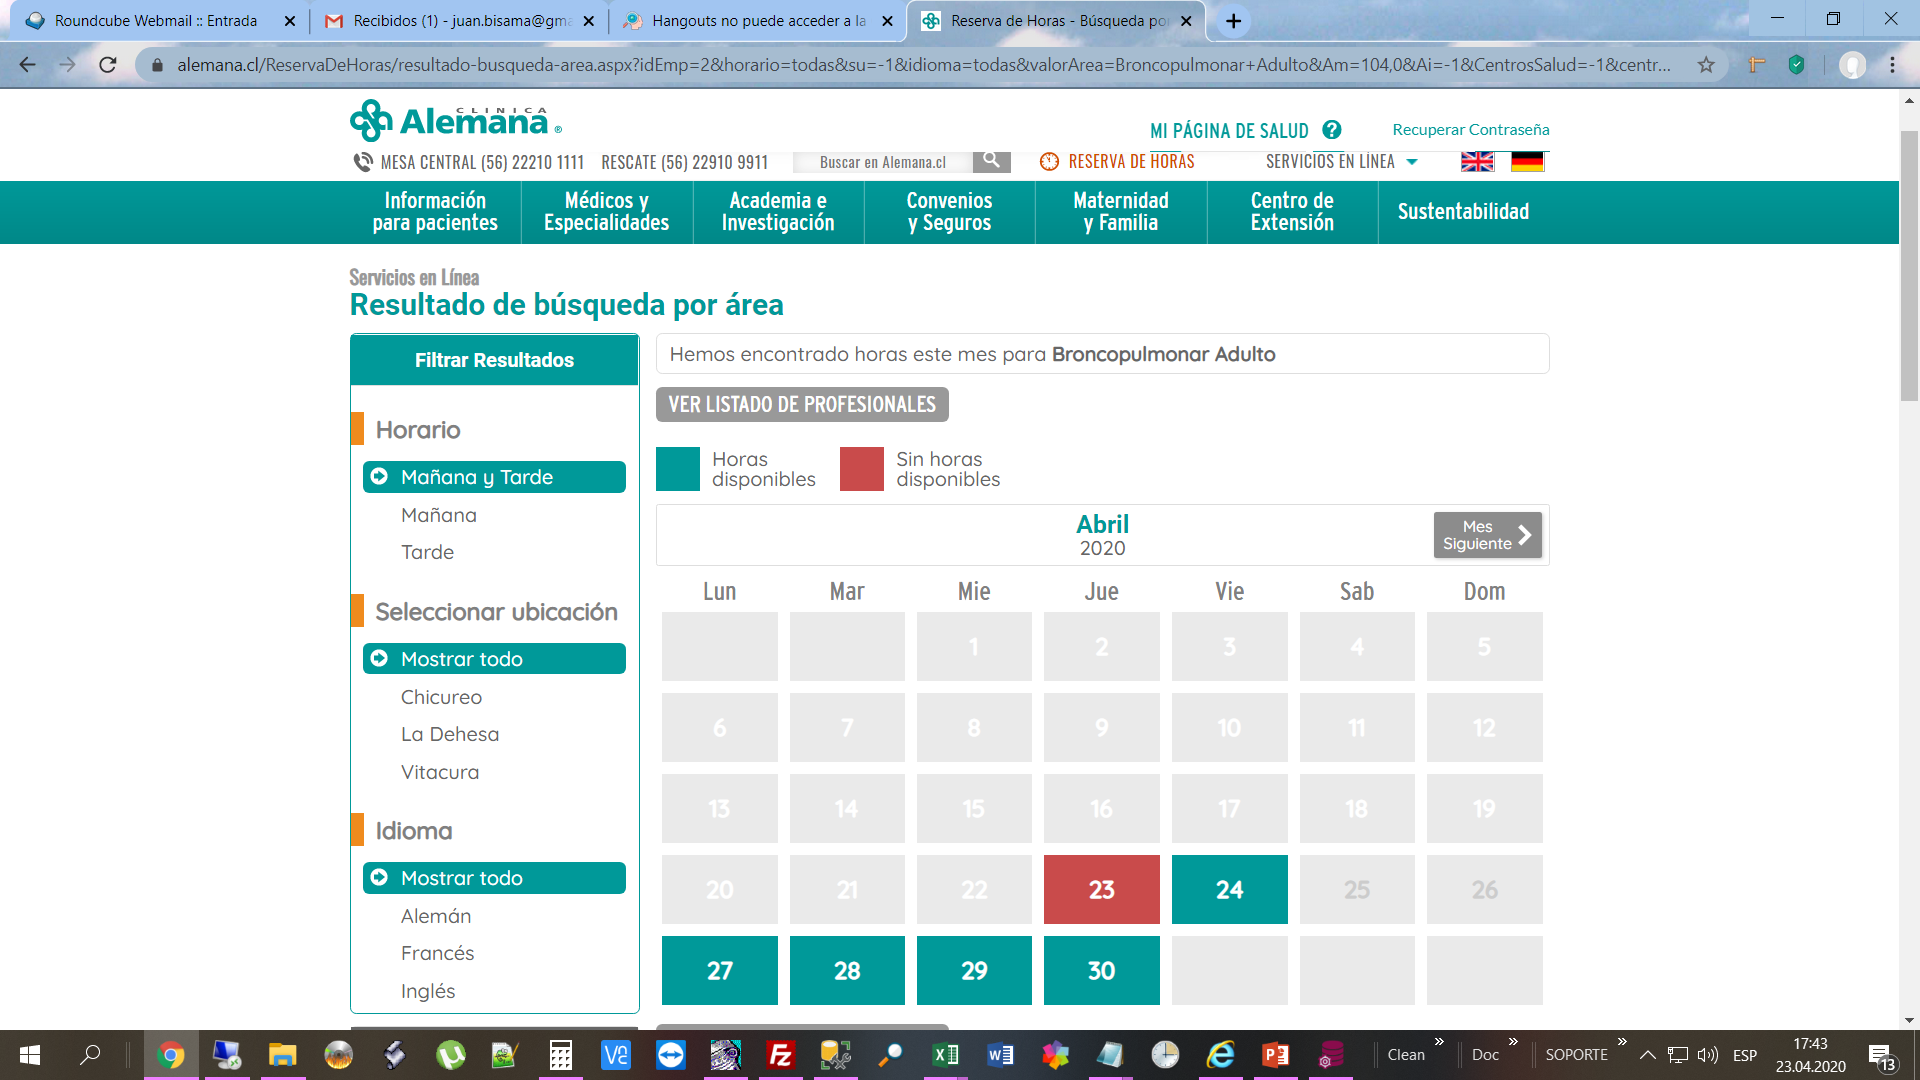 Roundcube Webmail :: Entrada
Recibidos (1) - juan.bisama@gma
Hangouts no puede acceder a la
Reserva de Horas - Búsqueda po
alemana.cl/ReservaDeHoras/resultado-busqueda-area.aspx?idEmp=2&horario=todas&su=-1&idioma=todas&valorArea=Broncopulmonar+Adulto&Am=104,0&Ai=-1&CentrosSalud=-1&centr...
CLINICA
Alemana ®
MI PÁGINA DE SALUD ?
Recuperar Contraseña
MESA CENTRAL (56) 22210 1111 RESCATE (56) 22910 9911
Buscar en Alemana.cl
RESERVA DE HORAS
SERVICIOS EN LÍNEA
Información
para pacientes
Médicos y
Especialidades
Academia e
Investigación
Convenios
y Seguros
Maternidad
y Familia
Centro de
Extensión
Sustentabilidad
Servicios en Línea
Resultado de búsqueda por área
Filtrar Resultados
Horario
Mañana y Tarde
Mañana
Tarde
Seleccionar ubicación
Mostrar todo
Chicureo
La Dehesa
Vitacura
Idioma
Mostrar todo
Alemán
Francés
Inglés
Hemos encontrado horas este mes para Broncopulmonar Adulto
VER LISTADO DE PROFESIONALES
Horas
disponibles
Sin horas
disponibles
Abril
2020
Mes
Siguiente
Lun Mar Mie Jue Vie Sab Dom
1 2 3 4 5
6 7 8 9 10 11 12
13 14 15 16 17 18 19
20 21 22 23 24 25 26
27 28 29 30
Clean
Doc
SOPORTE
ESP
17:43
23.04.2020
13